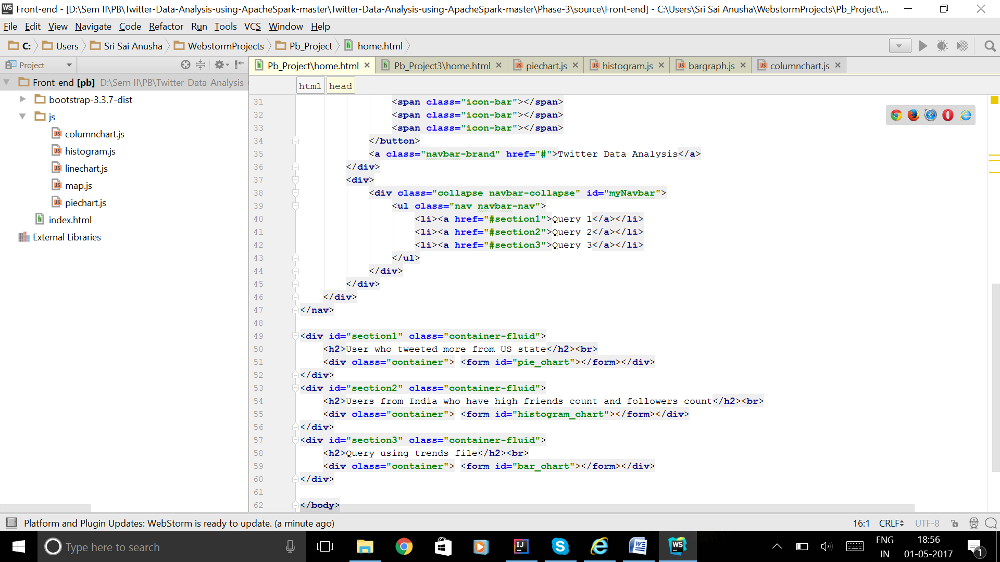 WS Front-end - [D:\Sem II\PB\Twitter-Data-Analysis-using-ApacheSpark-master\Twitter-Data-Analysis-using-ApacheSpark-master\Phase-3\source\Front-end] - C:\Users\Sri Sai Anusha\WebstormProjects\Pb_Project\...
File Edit View Navigate Code Refactor Run Tools VCS Window Help
C: Users Sri Sai Anusha WebstormProjects Pb_Project home.html
Project
Pb_Project\home.html Pb_Project3\home.html piechart.js histogram.js bargraph.js columnchart.js
Front-end [pb] D:\Sem II\PB\Twitter-Data-Analysis-
bootstrap-3.3.7-dist
js
columnchart.js
histogram.js
linechart.js
map.js
piechart.js
index.html
External Libraries
html head
31 <span class="icon-bar"></span>
32 <span class="icon-bar"></span>
33 <span class="icon-bar"></span>
34 </button>
35 <a class="navbar-brand" href="#">Twitter Data Analysis</a>
36 </div>
37 <div>
38 <div class="collapse navbar-collapse" id="myNavbar">
39 <ul class="nav navbar-nav">
40 <li><a href="#section1">Query 1</a></li>
41 <li><a href="#section2">Query 2</a></li>
42 <li><a href="#section3">Query 3</a></li>
43 </ul>
44 </div>
45 </div>
46 </div>
47 </nav>
48
49 <div id="section1" class="container-fluid">
50 <h2>User who tweeted more from US state</h2><br>
51 <div class="container"> <form id="pie_chart"></form></div>
52 </div>
53 <div id="section2" class="container-fluid">
54 <h2>Users from India who have high friends count and followers count</h2><br>
55 <div class="container"> <form id="histogram_chart"></form></div>
56 </div>
57 <div id="section3" class="container-fluid">
58 <h2>Query using trends file</h2><br>
59 <div class="container"> <form id="bar_chart"></form></div>
60 </div>
61
62 </body>
Platform and Plugin Updates: WebStorm is ready to update. (a minute ago)
16:1 CRLF UTF-8
Type here to search
IJ
WS
ENG
IN
18:56
01-05-2017
1